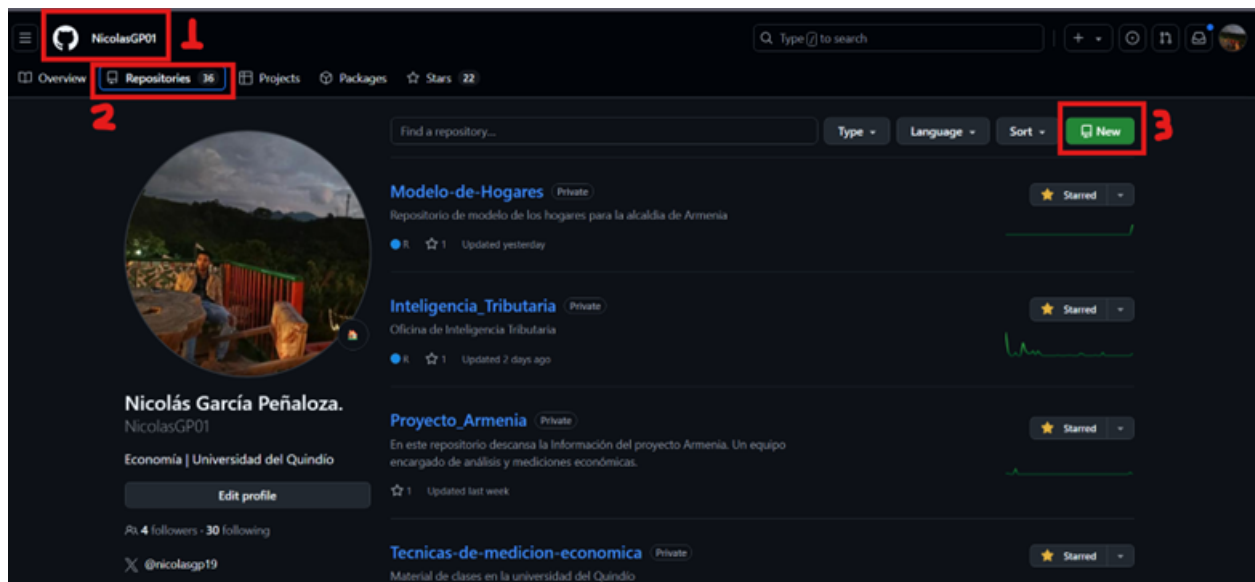 NicolasGP01
1
Type / to search
Overview
Repositories 36
Projects
Packages
Stars 22
2
Find a repository...
Type
Language
Sort
New
3
Modelo-de-Hogares Private
Starred
Repositorio de modelo de los hogares para la alcaldia de Armenia
R 1 Updated yesterday
Inteligencia_Tributaria Private
Starred
Oficina de Inteligencia Tributaria
R 1 Updated 2 days ago
Nicolás García Peñaloza.
NicolasGP01
Economía | Universidad del Quindío
Edit profile
4 followers · 30 following
@nicolasgp19
Proyecto_Armenia Private
Starred
En este repositorio descansa la Información del proyecto Armenia. Un equipo
encargado de análisis y mediciones económicas.
1 Updated last week
Tecnicas-de-medicion-economica Private
Starred
Material de clases en la universidad del Quindio